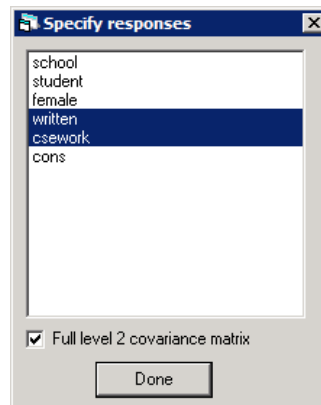 Specify responses
school
student
female
written
csework
cons
Full level 2 covariance matrix
Done